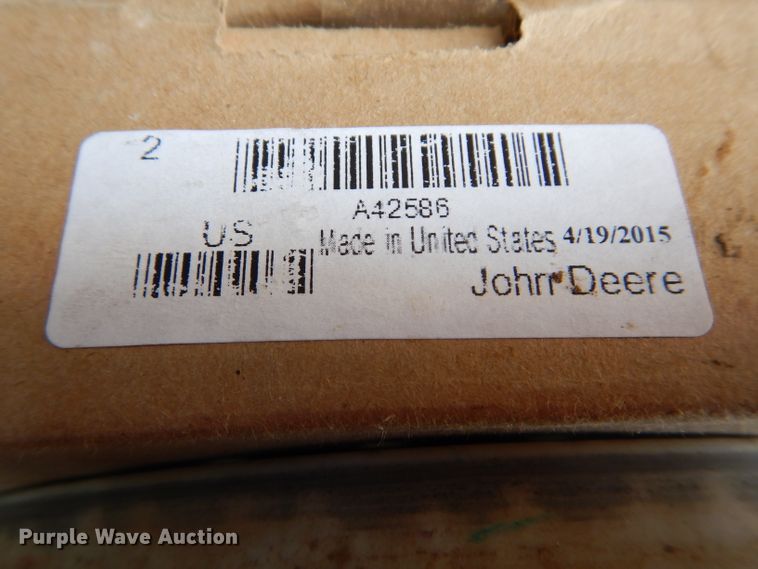 2
A42586
US
Made in United States 4/19/2015
John Deere
Purple Wave Auction